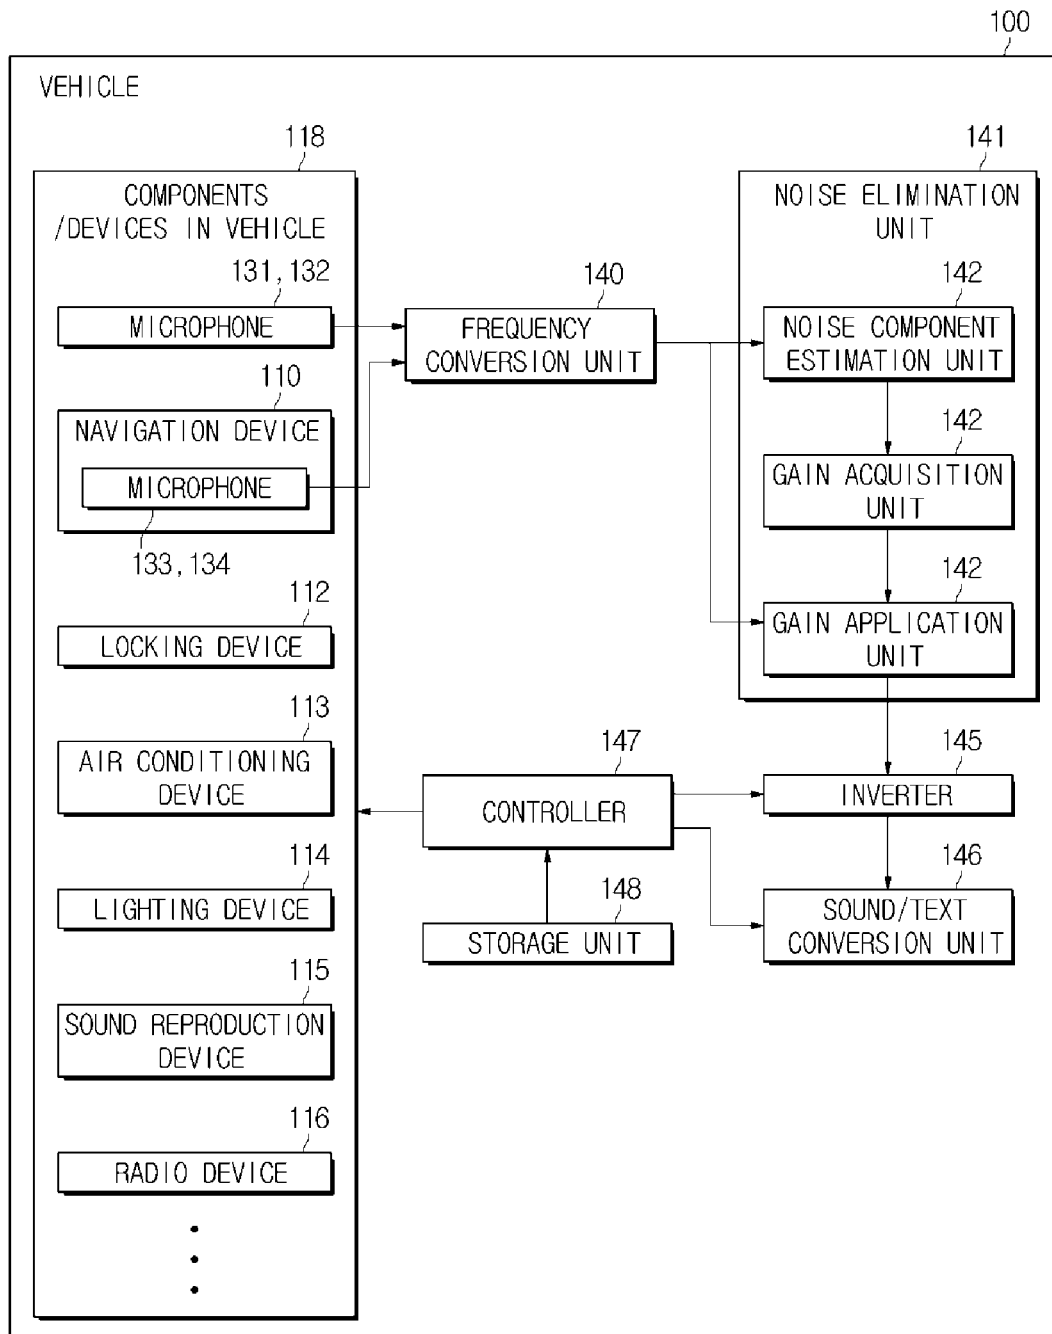 100
VEHICLE
118
COMPONENTS
/DEVICES IN VEHICLE
131, 132
MICROPHONE
110
NAVIGATION DEVICE
MICROPHONE
133, 134
112
LOCKING DEVICE
113
AIR CONDITIONING
DEVICE
114
LIGHTING DEVICE
115
SOUND REPRODUCTION
DEVICE
116
RADIO DEVICE
140
FREQUENCY
CONVERSION UNIT
141
NOISE ELIMINATION
UNIT
142
NOISE COMPONENT
ESTIMATION UNIT
142
GAIN ACQUISITION
UNIT
142
GAIN APPLICATION
UNIT
147
CONTROLLER
148
STORAGE UNIT
145
INVERTER
146
SOUND/TEXT
CONVERSION UNIT